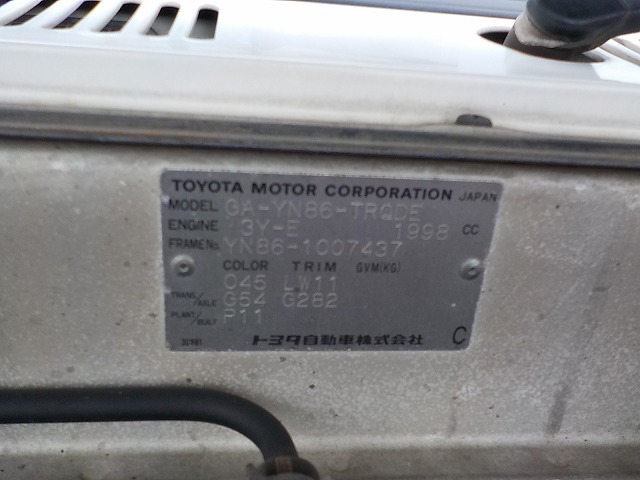 TOYOTA MOTOR CORPORATION JAPAN
MODEL GA-YN86-TRQDE
ENGINE 3Y-E 1998 CC
FRAME No. YN86-1007437
COLOR TRIM GVM(KG)
045 LW11
TRANS/AXLE G54 G282
PLANT/BUILT P11
トヨタ自動車株式会社 C